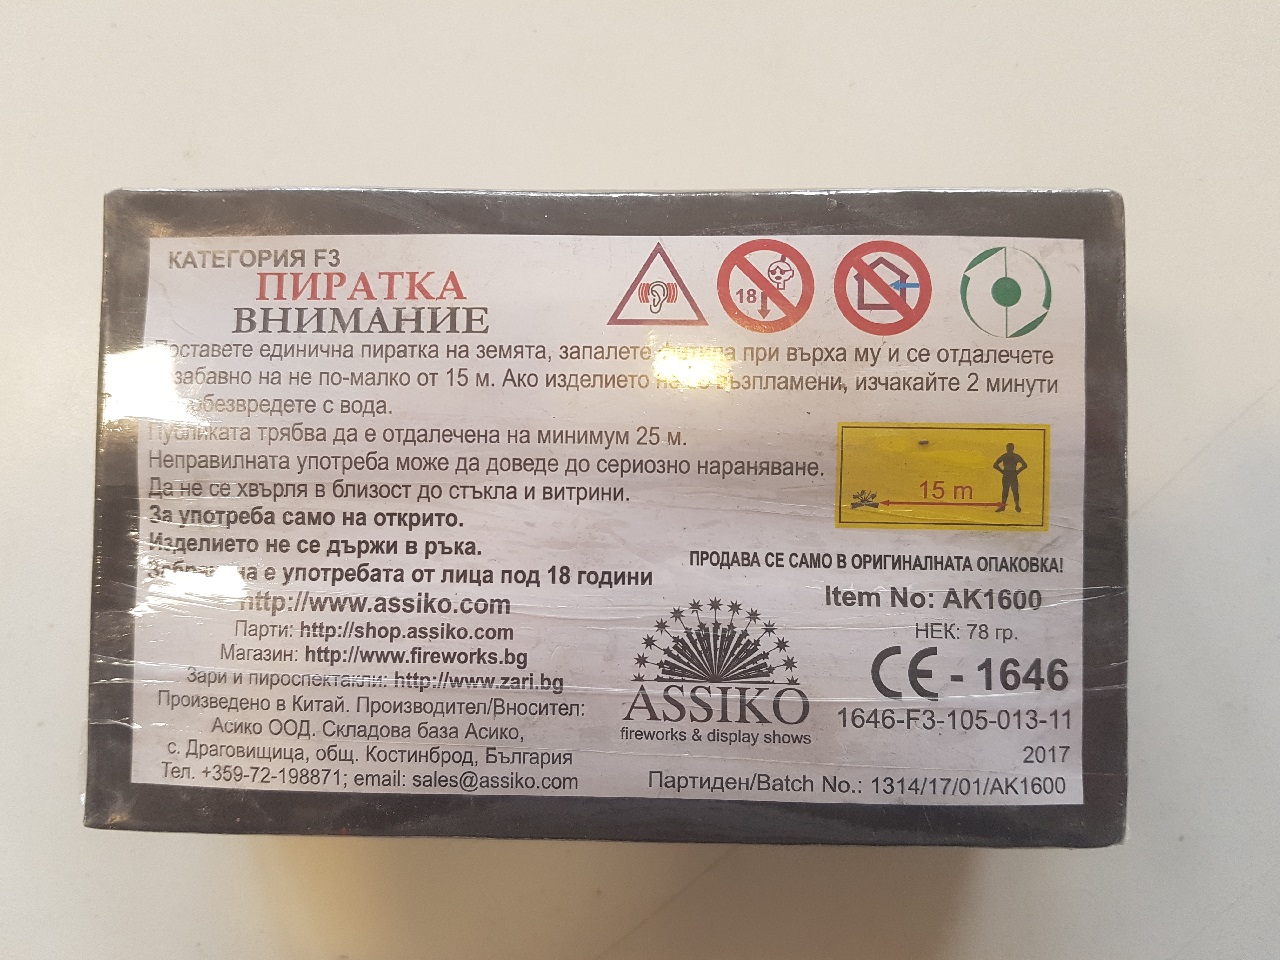 КАТЕГОРИЯ F3
ПИРАТКА
ВНИМАНИЕ
Поставете единична пиратка на земята, запалете фитила при върха му и се отдалечете
забавно на не по-малко от 15 м. Ако изделието не се възпламени, изчакайте 2 минути
обезвредете с вода.
Публиката трябва да е отдалечена на минимум 25 м.
Неправилната употреба може да доведе до сериозно нараняване.
Да не се хвърля в близост до стъкла и витрини.
За употреба само на открито.
Изделието не се държи в ръка.
Забранена е употребата от лица под 18 години
http://www.assiko.com
Парти: http://shop.assiko.com
Магазин: http://www.fireworks.bg
Зари и пироспектакли: http://www.zari.bg
Произведено в Китай. Производител/Вносител:
Асико ООД. Складова база Асико,
с. Драговищица, общ. Костинброд, България
Тел. +359-72-198871; email: sales@assiko.com
18
15 m
ПРОДАВА СЕ САМО В ОРИГИНАЛНАТА ОПАКОВКА!
Item No: AK1600
НЕК: 78 гр.
CE - 1646
1646-F3-105-013-11
2017
ASSIKO
fireworks & display shows
Партиден/Batch No.: 1314/17/01/AK1600